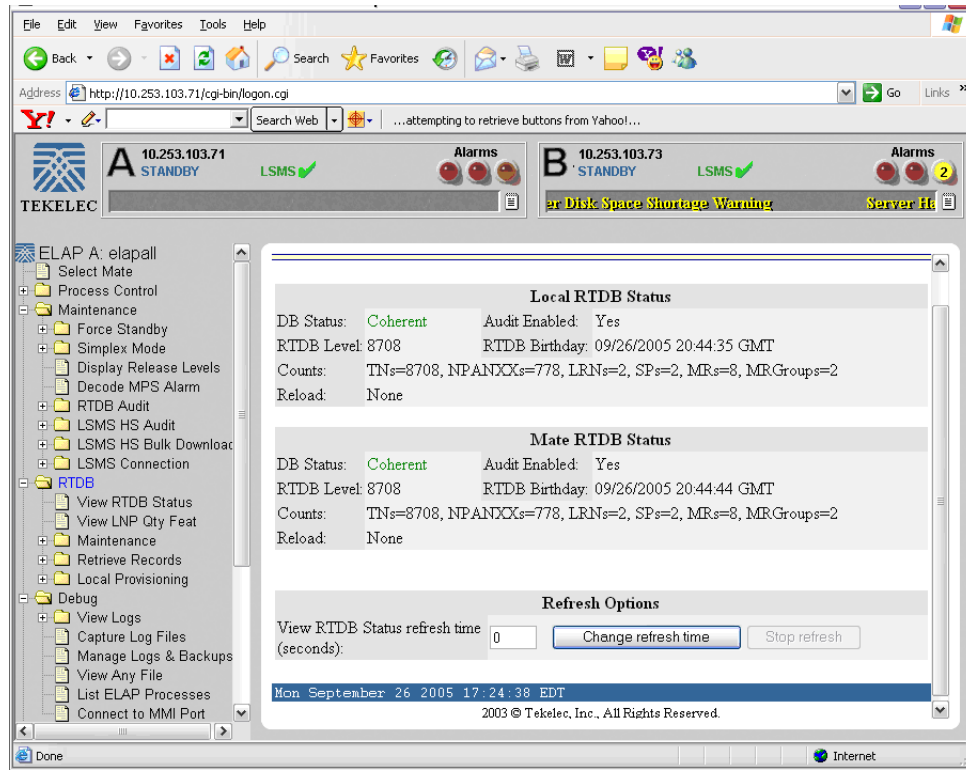 File Edit View Favorites Tools Help
Back Search Favorites
Address http://10.253.103.71/cgi-bin/logon.cgi Go Links
Y! Search Web ...attempting to retrieve buttons from Yahoo!...
TEKELEC
A 10.253.103.71 STANDBY LSMS Alarms
B 10.253.103.73 STANDBY LSMS Alarms 2
er Disk Space Shortage Warning Server Ha
ELAP A: elapall
Select Mate
Process Control
Maintenance
Force Standby
Simplex Mode
Display Release Levels
Decode MPS Alarm
RTDB Audit
LSMS HS Audit
LSMS HS Bulk Downloac
LSMS Connection
RTDB
View RTDB Status
View LNP Qty Feat
Maintenance
Retrieve Records
Local Provisioning
Debug
View Logs
Capture Log Files
Manage Logs & Backups
View Any File
List ELAP Processes
Connect to MMI Port
Local RTDB Status
DB Status: Coherent Audit Enabled: Yes
RTDB Level: 8708 RTDB Birthday: 09/26/2005 20:44:35 GMT
Counts: TNs=8708, NPANXXs=778, LRNs=2, SPs=2, MRs=8, MRGroups=2
Reload: None
Mate RTDB Status
DB Status: Coherent Audit Enabled: Yes
RTDB Level: 8708 RTDB Birthday: 09/26/2005 20:44:44 GMT
Counts: TNs=8708, NPANXXs=778, LRNs=2, SPs=2, MRs=8, MRGroups=2
Reload: None
Refresh Options
View RTDB Status refresh time (seconds): 0 Change refresh time Stop refresh
Mon September 26 2005 17:24:38 EDT
2003 © Tekelec, Inc., All Rights Reserved.
Done Internet